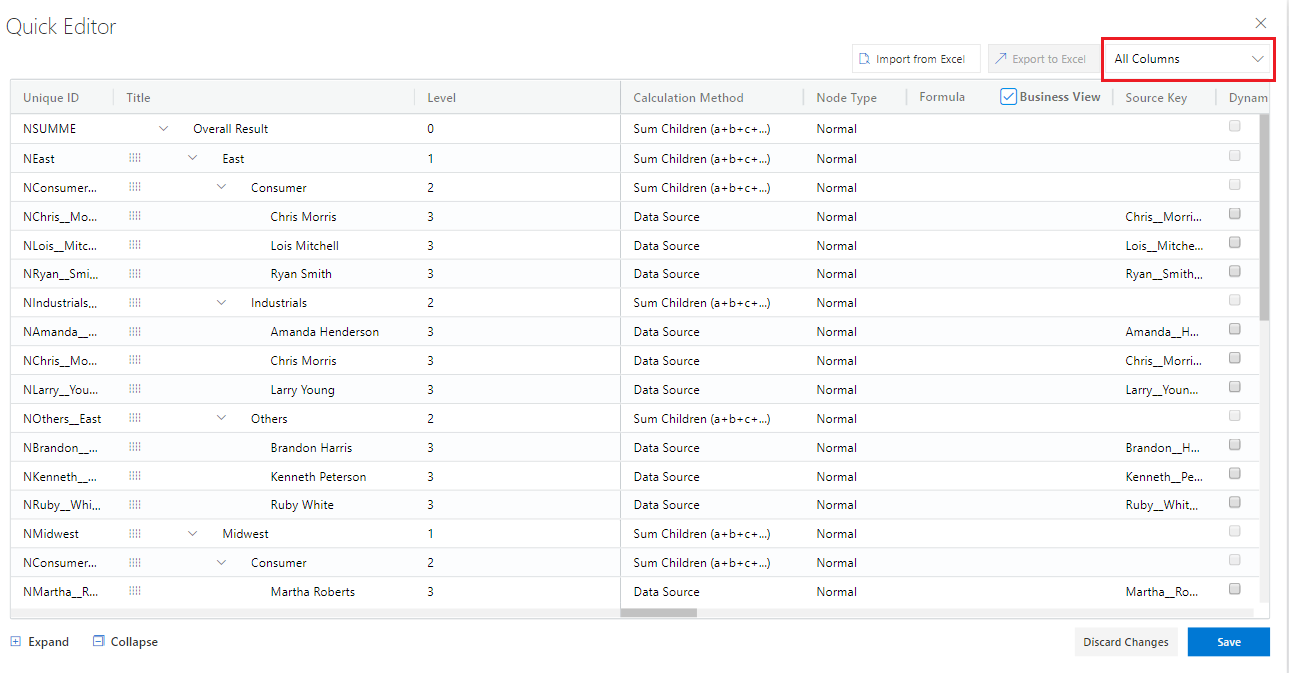 Quick Editor
Import from Excel Export to Excel All Columns
Unique ID Title Level Calculation Method Node Type Formula Business View Source Key Dynam
NSUMME Overall Result 0 Sum Children (a+b+c+...) Normal
NEast East 1 Sum Children (a+b+c+...) Normal
NConsumer... Consumer 2 Sum Children (a+b+c+...) Normal
NChris__Mo... Chris Morris 3 Data Source Normal Chris__Morri...
NLois__Mitc... Lois Mitchell 3 Data Source Normal Lois__Mitche...
NRyan__Smi... Ryan Smith 3 Data Source Normal Ryan__Smith...
NIndustrials... Industrials 2 Sum Children (a+b+c+...) Normal
NAmanda__... Amanda Henderson 3 Data Source Normal Amanda__H...
NChris__Mo... Chris Morris 3 Data Source Normal Chris__Morri...
NLarry__You... Larry Young 3 Data Source Normal Larry__Youn...
NOthers__East Others 2 Sum Children (a+b+c+...) Normal
NBrandon__... Brandon Harris 3 Data Source Normal Brandon__H...
NKenneth__... Kenneth Peterson 3 Data Source Normal Kenneth__Pe...
NRuby__Whi... Ruby White 3 Data Source Normal Ruby__Whit...
NMidwest Midwest 1 Sum Children (a+b+c+...) Normal
NConsumer... Consumer 2 Sum Children (a+b+c+...) Normal
NMartha__R... Martha Roberts 3 Data Source Normal Martha__Ro...
Expand Collapse Discard Changes Save